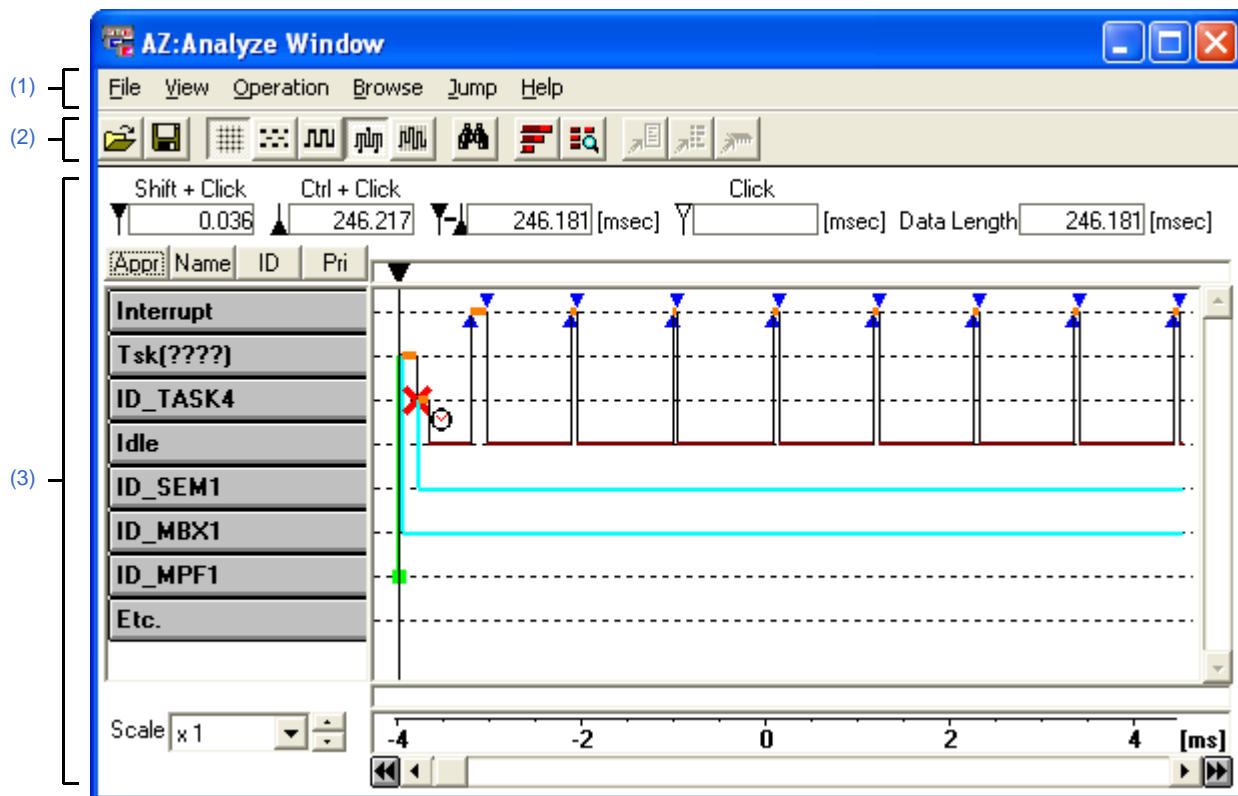 AZ:Analyze Window
(1)
File View Operation Browse Jump Help
(2)
(3)
Shift + Click Ctrl + Click Click
0.036 246.217 246.181 [msec] [msec] Data Length 246.181 [msec]
Appr Name ID Pri
Interrupt
Tsk(????)
ID_TASK4
Idle
ID_SEM1
ID_MBX1
ID_MPF1
Etc.
Scale x 1
-4 -2 0 2 4 [ms]